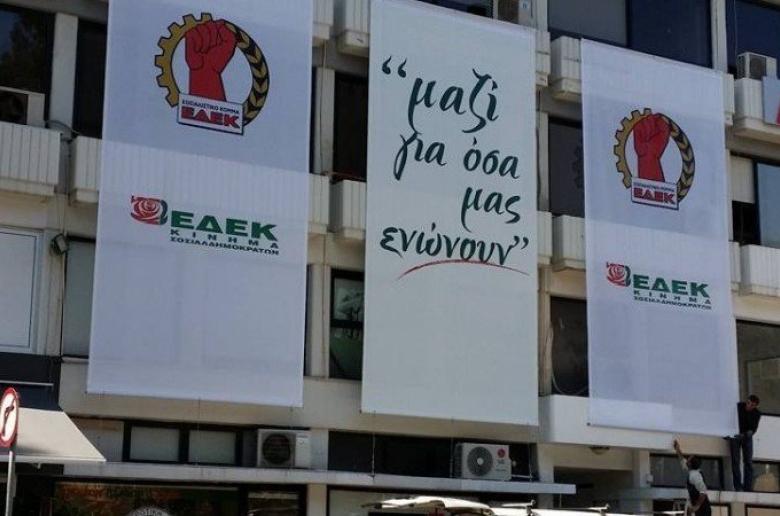 ΣΟΣΙΑΛΙΣΤΙΚΟ ΚΟΜΜΑ
ΕΔΕΚ
ΕΔΕΚ
ΚΙΝΗΜΑ
ΣΟΣΙΑΛΔΗΜΟΚΡΑΤΩΝ
“μαζί
για όσα
μας
ενώνουν”
ΣΟΣΙΑΛΙΣΤΙΚΟ ΚΟΜΜΑ
ΕΔΕΚ
ΕΔΕΚ
ΚΙΝΗΜΑ
ΣΟΣΙΑΛΔΗΜΟΚΡΑΤΩΝ